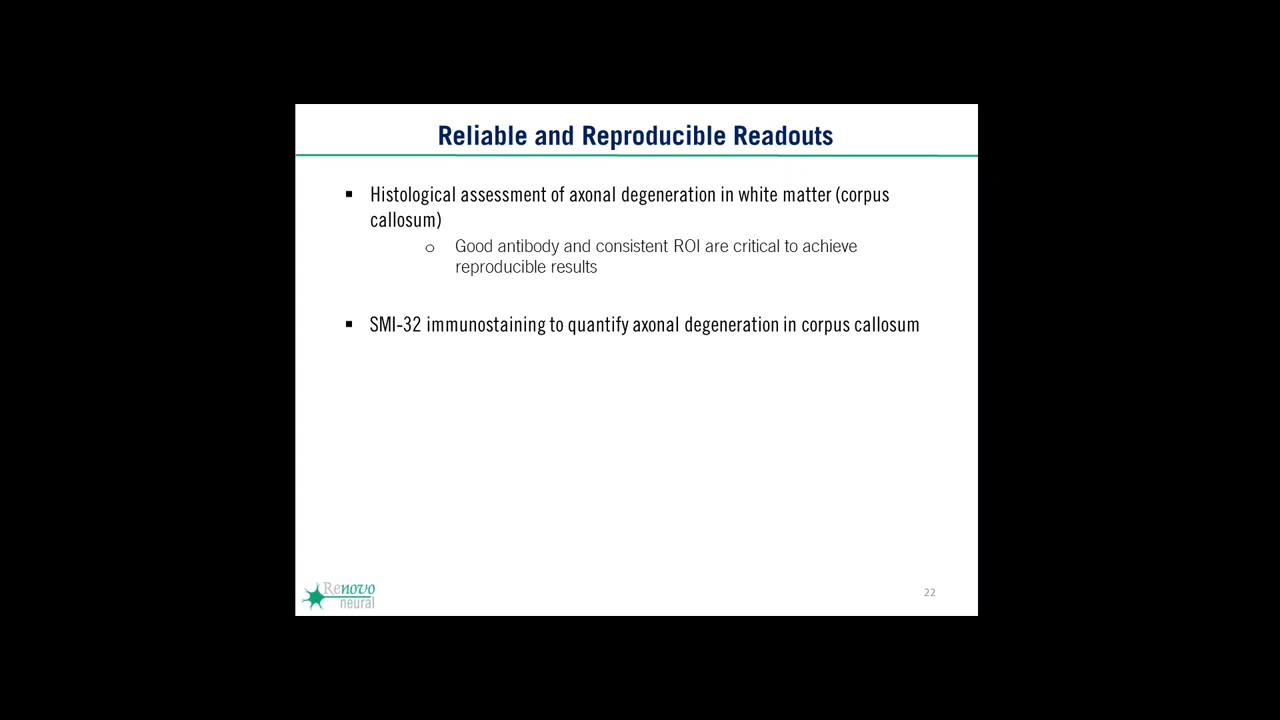 Reliable and Reproducible Readouts
▪ Histological assessment of axonal degeneration in white matter (corpus
callosum)
o Good antibody and consistent ROI are critical to achieve
reproducible results
▪ SMI-32 immunostaining to quantify axonal degeneration in corpus callosum
Renovo
neural
22